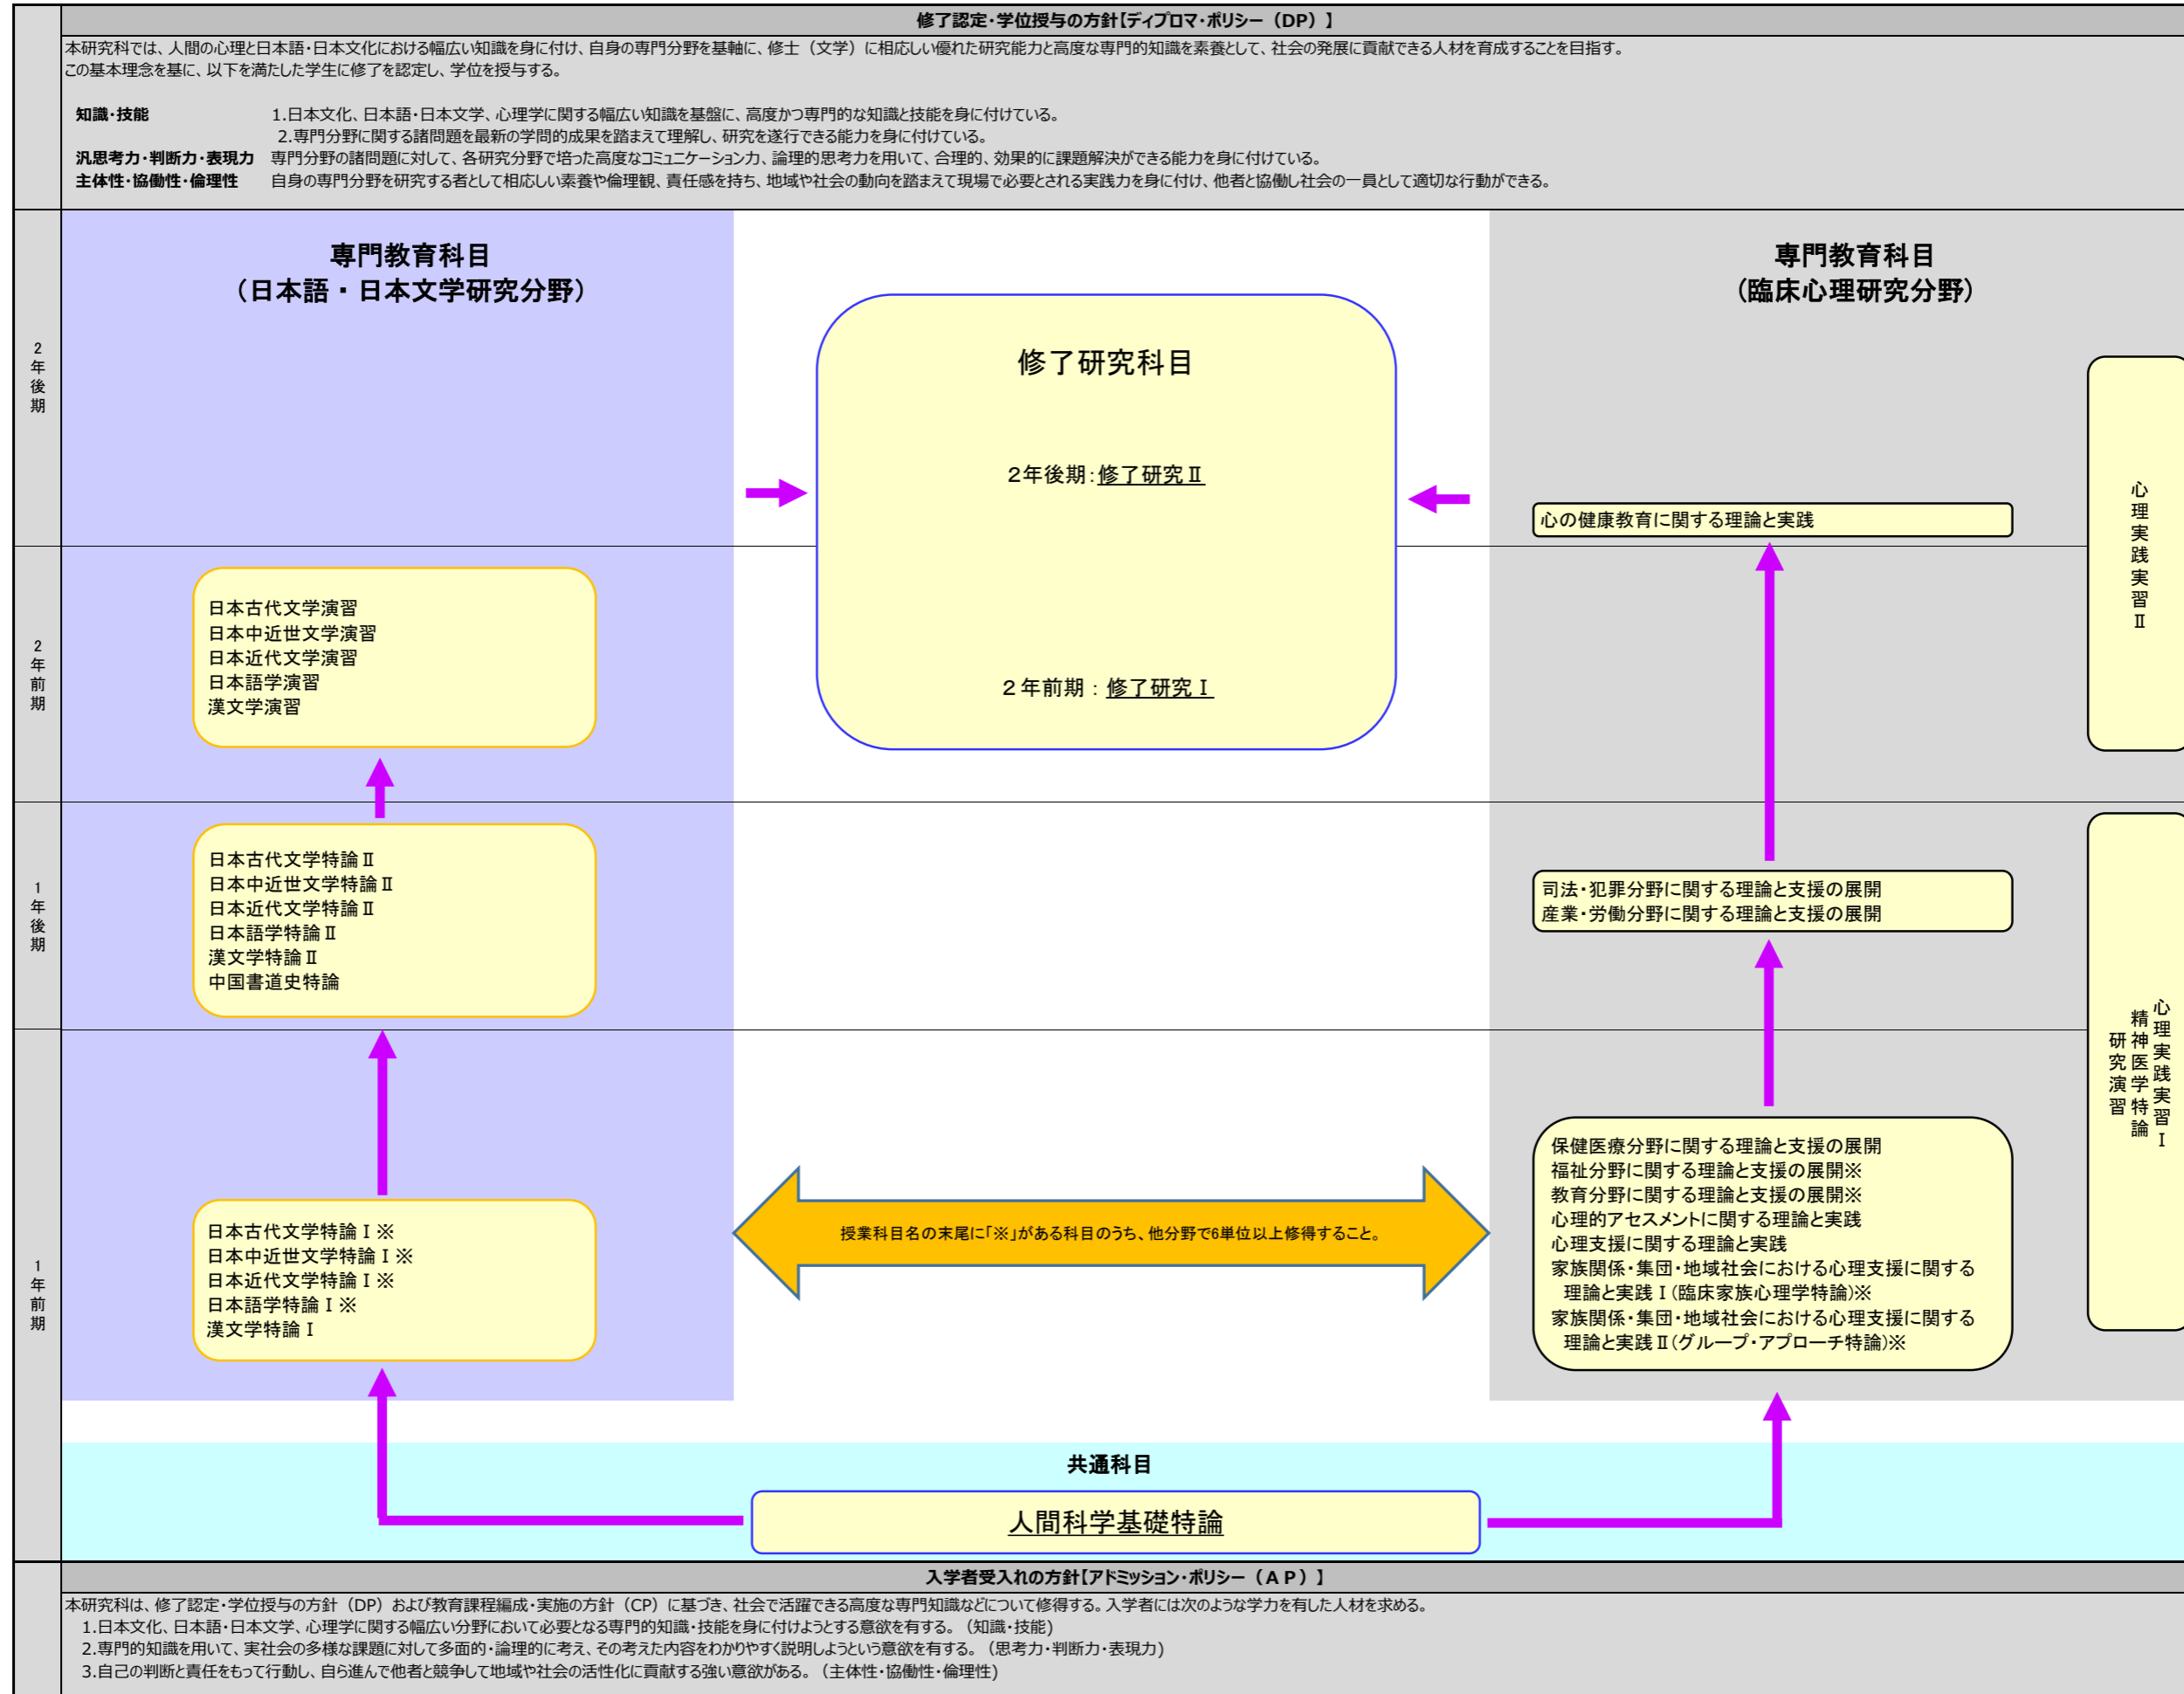 修了認定・学位授与の方針【ディプロマ・ポリシー（DP）】
本研究科では、人間の心理と日本語・日本文化における幅広い知識を身に付け、自身の専門分野を基軸に、修士（文学）に相応しい優れた研究能力と高度な専門的知識を素養として、社会の発展に貢献できる人材を育成することを目指す。
この基本理念を基に、以下を満たした学生に修了を認定し、学位を授与する。
知識・技能 1.日本文化、日本語・日本文学、心理学に関する幅広い知識を基盤に、高度かつ専門的な知識と技能を身に付けている。
2.専門分野に関する諸問題を最新の学問的成果を踏まえて理解し、研究を遂行できる能力を身に付けている。
汎思考力・判断力・表現力 専門分野の諸問題に対して、各研究分野で培った高度なコミュニケーション力、論理的思考力を用いて、合理的、効果的に課題解決ができる能力を身に付けている。
主体性・協働性・倫理性 自身の専門分野を研究する者として相応しい素養や倫理観、責任感を持ち、地域や社会の動向を踏まえて現場で必要とされる実践力を身に付け、他者と協働し社会の一員として適切な行動ができる。
2年後期
専門教育科目
（日本語・日本文学研究分野）
修了研究科目
2年後期：修了研究Ⅱ
2年前期：修了研究Ⅰ
専門教育科目
（臨床心理研究分野）
心の健康教育に関する理論と実践
心理実践実習Ⅱ
2年前期
日本古代文学演習
日本中近世文学演習
日本近代文学演習
日本語学演習
漢文学演習
1年後期
日本古代文学特論Ⅱ
日本中近世文学特論Ⅱ
日本近代文学特論Ⅱ
日本語学特論Ⅱ
漢文学特論Ⅱ
中国書道史特論
司法・犯罪分野に関する理論と支援の展開
産業・労働分野に関する理論と支援の展開
心理実践実習Ⅰ
精神医学特論
研究演習
1年前期
日本古代文学特論Ⅰ※
日本中近世文学特論Ⅰ※
日本近代文学特論Ⅰ※
日本語学特論Ⅰ※
漢文学特論Ⅰ
授業科目名の末尾に「※」がある科目のうち、他分野で6単位以上修得すること。
保健医療分野に関する理論と支援の展開
福祉分野に関する理論と支援の展開※
教育分野に関する理論と支援の展開※
心理的アセスメントに関する理論と実践
心理支援に関する理論と実践
家族関係・集団・地域社会における心理支援に関する
理論と実践Ⅰ(臨床家族心理学特論)※
家族関係・集団・地域社会における心理支援に関する
理論と実践Ⅱ(グループ・アプローチ特論)※
共通科目
人間科学基礎特論
入学者受入れの方針【アドミッション・ポリシー（ＡＰ）】
本研究科は、修了認定・学位授与の方針（DP）および教育課程編成・実施の方針（CP）に基づき、社会で活躍できる高度な専門知識などについて修得する。入学者には次のような学力を有した人材を求める。
1.日本文化、日本語・日本文学、心理学に関する幅広い分野において必要となる専門的知識・技能を身に付けようとする意欲を有する。（知識・技能)
2.専門的知識を用いて、実社会の多様な課題に対して多面的・論理的に考え、その考えた内容をわかりやすく説明しようという意欲を有する。（思考力・判断力・表現力)
3.自己の判断と責任をもって行動し、自ら進んで他者と競争して地域や社会の活性化に貢献する強い意欲がある。（主体性・協働性・倫理性)